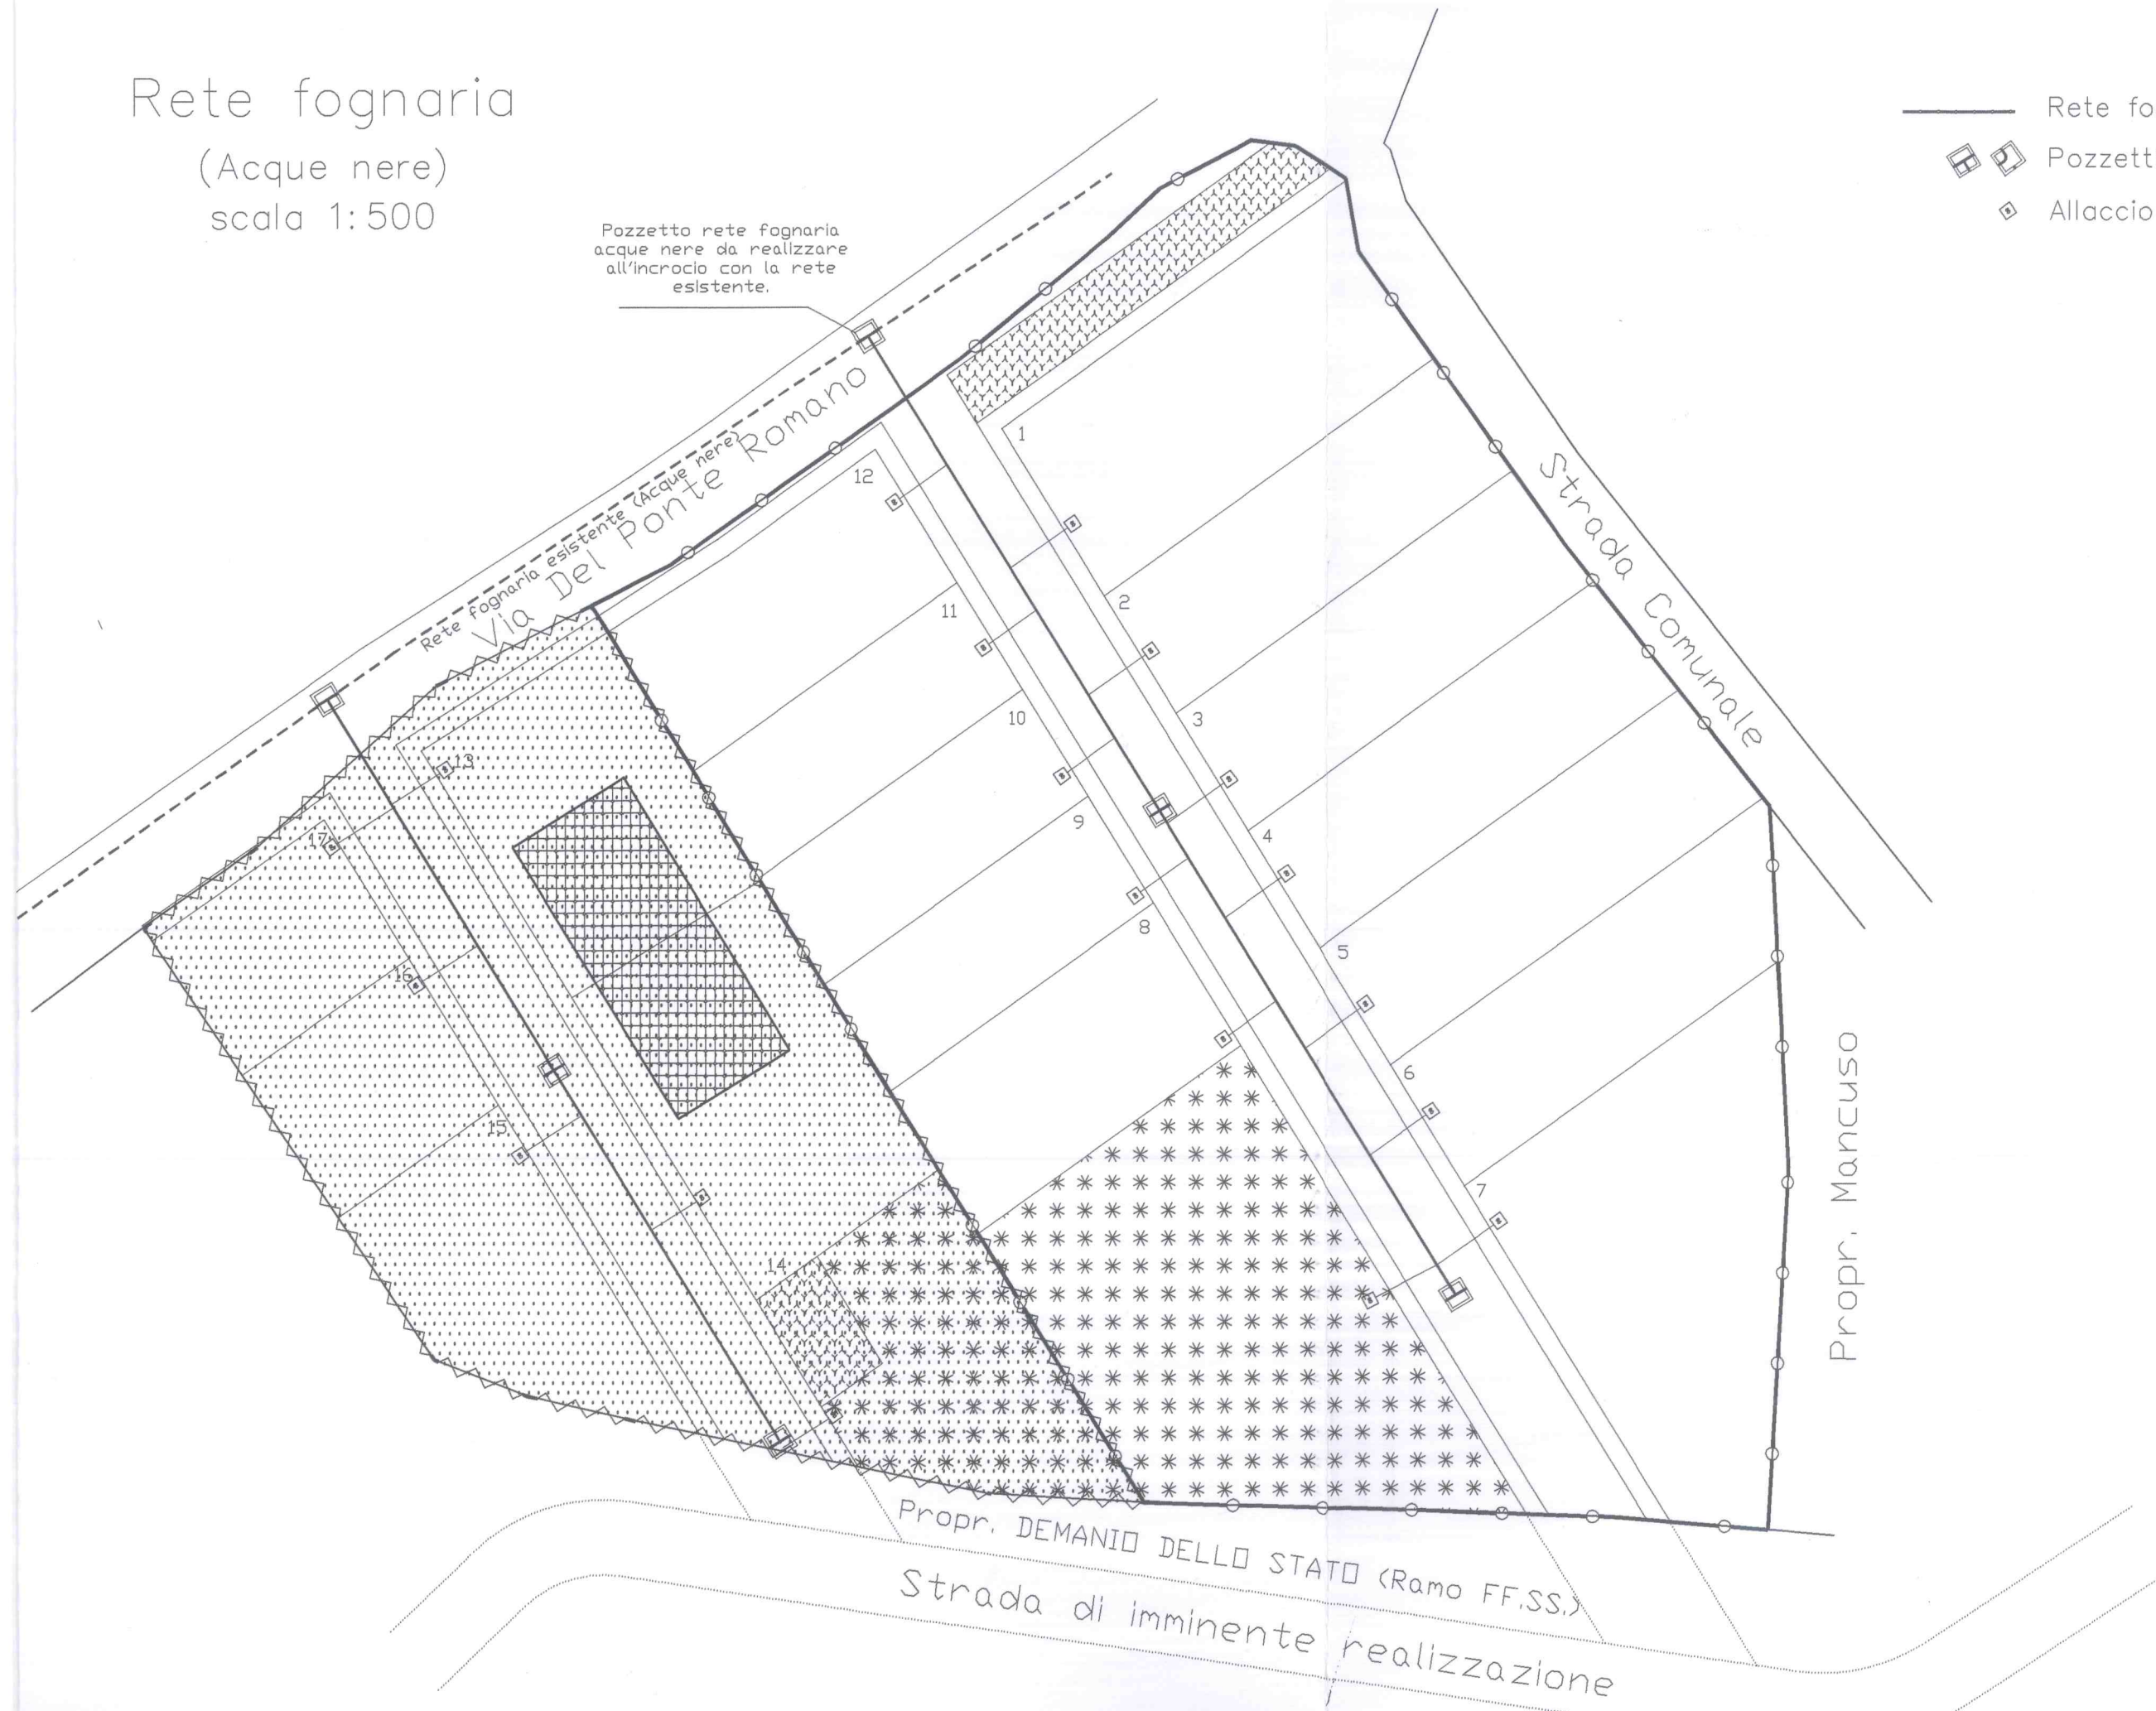 Rete fognaria
(Acque nere)
scala 1:500
Rete fo
Pozzett
Allaccio
Pozzetto rete fognaria
acque nere da realizzare
all'incrocio con la rete
esistente.
Rete fognaria esistente (Acque nere)
Via Del Ponte Romano
Strada Comunale
1
2
3
4
5
6
7
12
11
10
9
8
13
17
16
15
14
Propr. Mancuso
Propr. DEMANIO DELLO STATO (Ramo FF.SS.)
Strada di imminente realizzazione